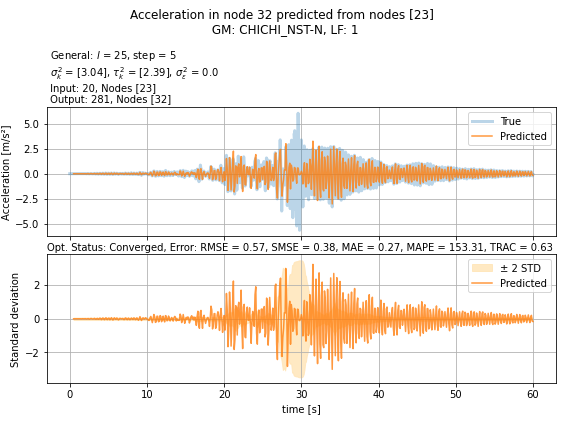 Acceleration in node 32 predicted from nodes [23]
GM: CHICHI_NST-N, LF: 1
General: l = 25, step = 5
σ²ₖ = [3.04], τ²ₖ = [2.39], σ²ε = 0.0
Input: 20, Nodes [23]
Output: 281, Nodes [32]
Acceleration [m/s²]
5.0
2.5
0.0
−2.5
−5.0
True
Predicted
Opt. Status: Converged, Error: RMSE = 0.57, SMSE = 0.38, MAE = 0.27, MAPE = 153.31, TRAC = 0.63
Standard deviation
2
0
−2
± 2 STD
Predicted
0 10 20 30 40 50 60
time [s]